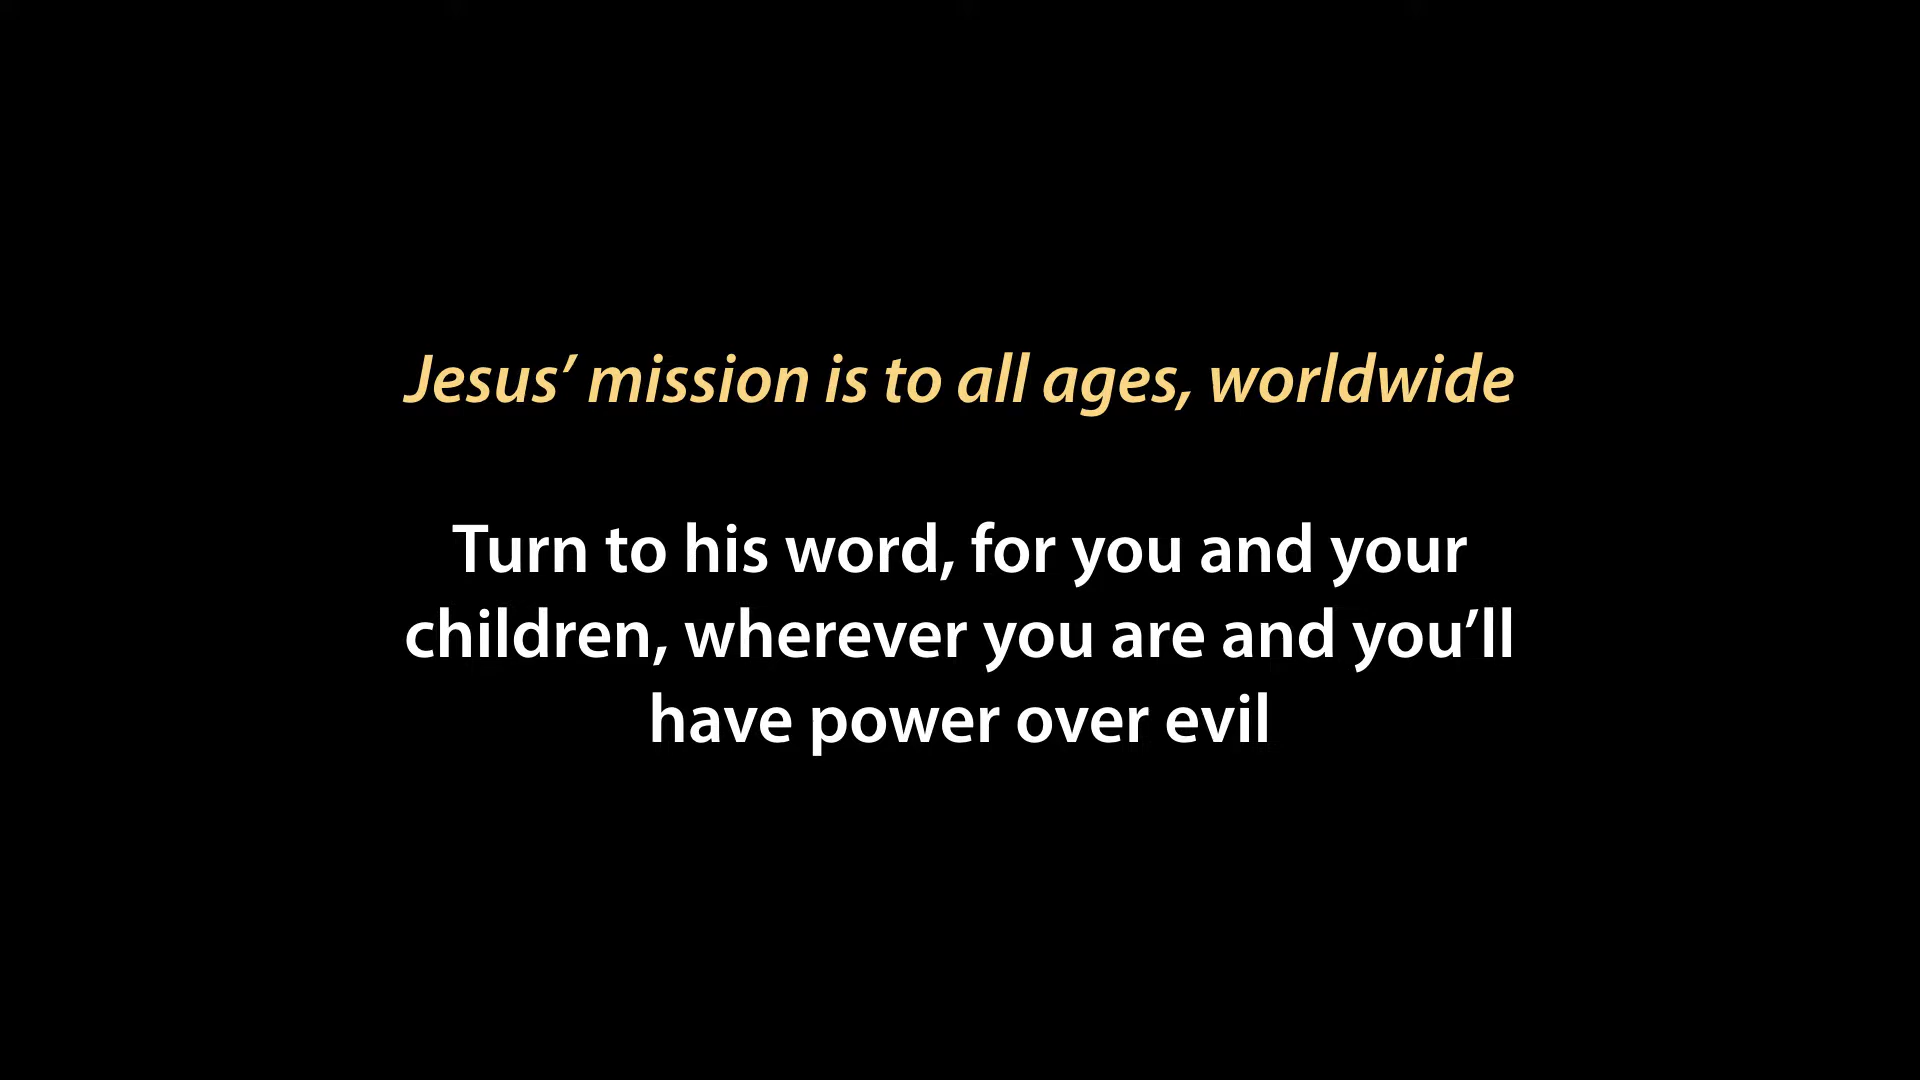 Jesus’ mission is to all ages, worldwide
Turn to his word, for you and your
children, wherever you are and you’ll
have power over evil